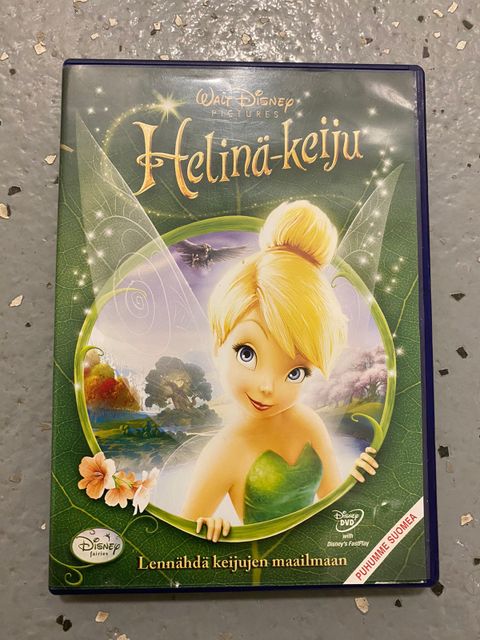 WALT DISNEY
PICTURES
Helinä-keiju
Disney
DVD
with
Disney's FastPlay
PUHUMME SUOMEA
Disney
fairies
Lennähdä keijujen maailmaan